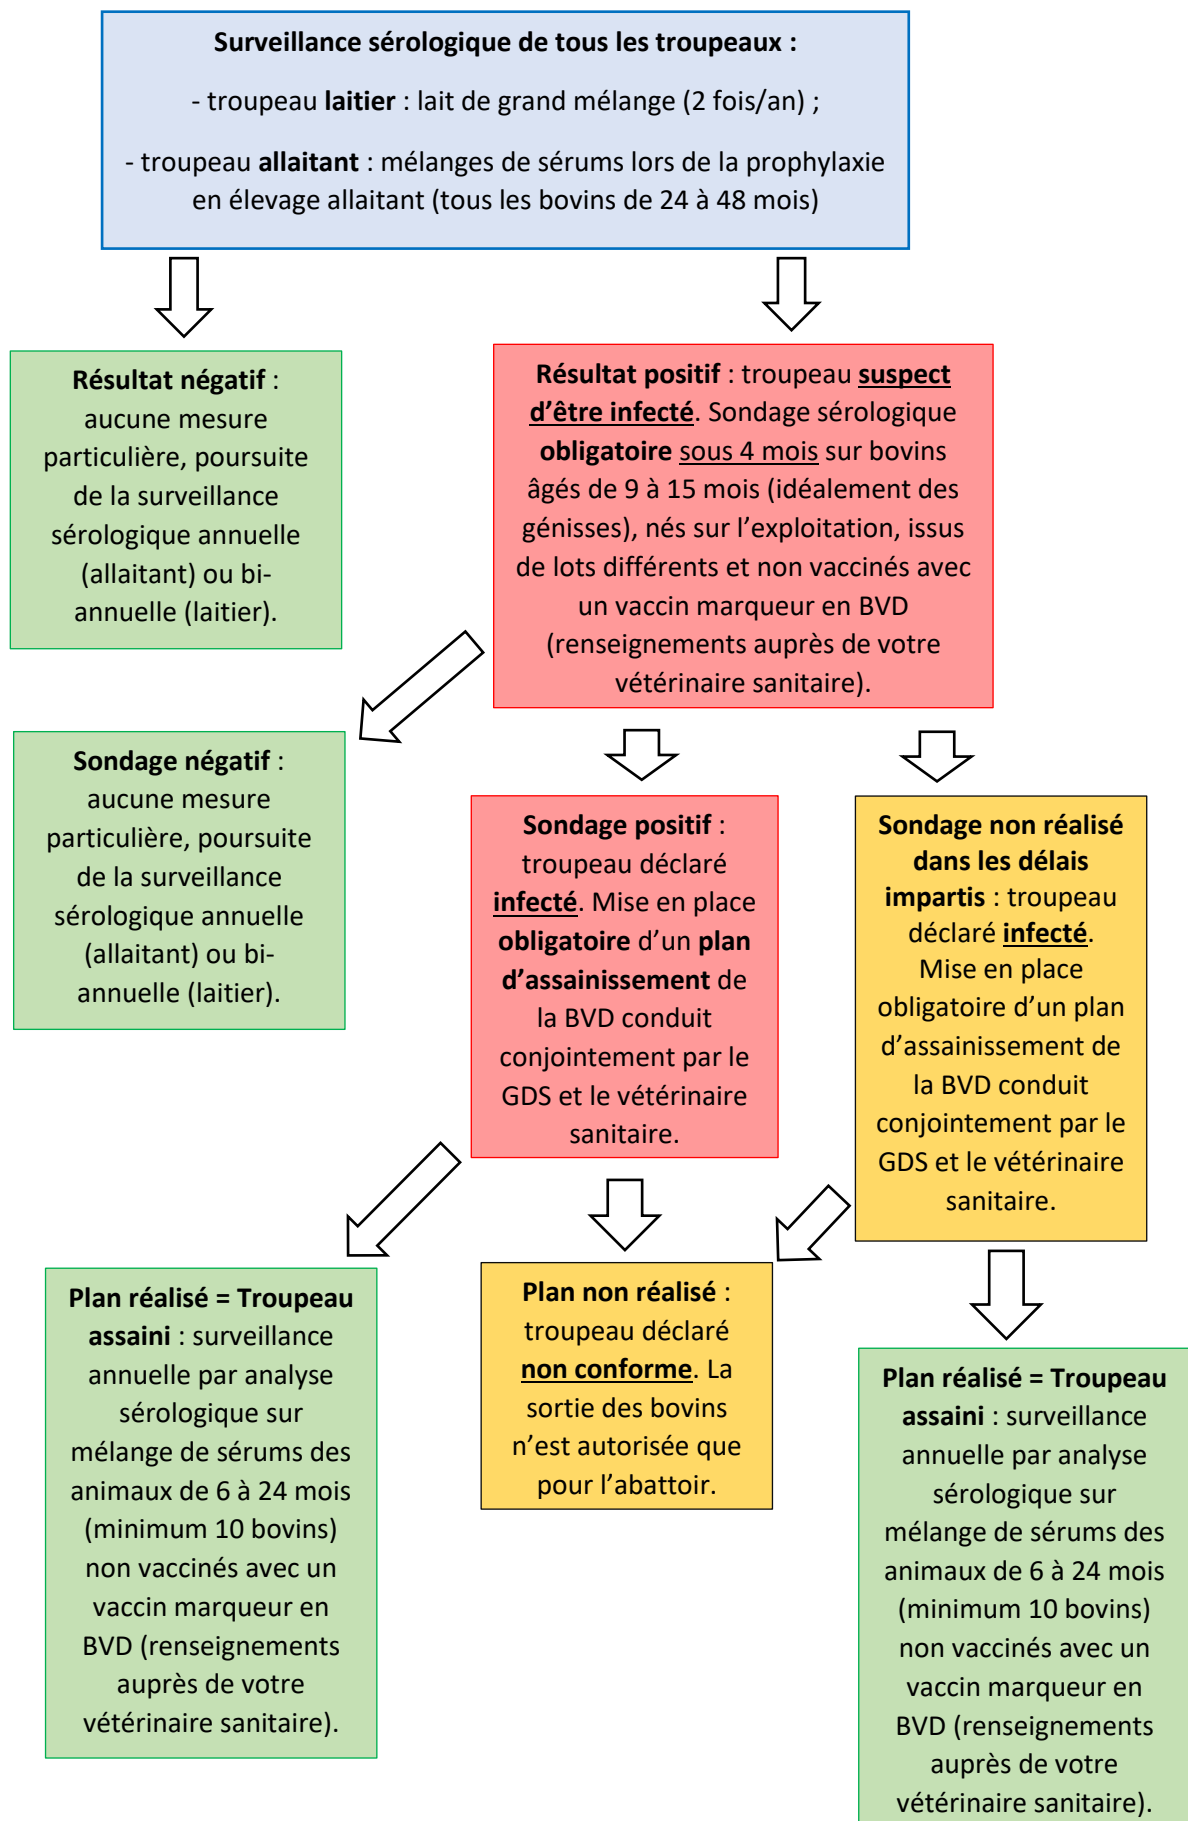 Surveillance sérologique de tous les troupeaux :
- troupeau laitier : lait de grand mélange (2 fois/an) ;
- troupeau allaitant : mélanges de sérums lors de la prophylaxie
en élevage allaitant (tous les bovins de 24 à 48 mois)
Résultat négatif :
aucune mesure
particulière, poursuite
de la surveillance
sérologique annuelle
(allaitant) ou bi-
annuelle (laitier).
Résultat positif : troupeau suspect
d’être infecté. Sondage sérologique
obligatoire sous 4 mois sur bovins
âgés de 9 à 15 mois (idéalement des
génisses), nés sur l’exploitation, issus
de lots différents et non vaccinés avec
un vaccin marqueur en BVD
(renseignements auprès de votre
vétérinaire sanitaire).
Sondage négatif :
aucune mesure
particulière, poursuite
de la surveillance
sérologique annuelle
(allaitant) ou bi-
annuelle (laitier).
Sondage positif :
troupeau déclaré
infecté. Mise en place
obligatoire d’un plan
d’assainissement de
la BVD conduit
conjointement par le
GDS et le vétérinaire
sanitaire.
Sondage non réalisé
dans les délais
impartis : troupeau
déclaré infecté.
Mise en place
obligatoire d’un plan
d’assainissement de
la BVD conduit
conjointement par le
GDS et le vétérinaire
sanitaire.
Plan réalisé = Troupeau
assaini : surveillance
annuelle par analyse
sérologique sur
mélange de sérums des
animaux de 6 à 24 mois
(minimum 10 bovins)
non vaccinés avec un
vaccin marqueur en
BVD (renseignements
auprès de votre
vétérinaire sanitaire).
Plan non réalisé :
troupeau déclaré
non conforme. La
sortie des bovins
n’est autorisée que
pour l’abattoir.
Plan réalisé = Troupeau
assaini : surveillance
annuelle par analyse
sérologique sur
mélange de sérums des
animaux de 6 à 24 mois
(minimum 10 bovins)
non vaccinés avec un
vaccin marqueur en
BVD (renseignements
auprès de votre
vétérinaire sanitaire).